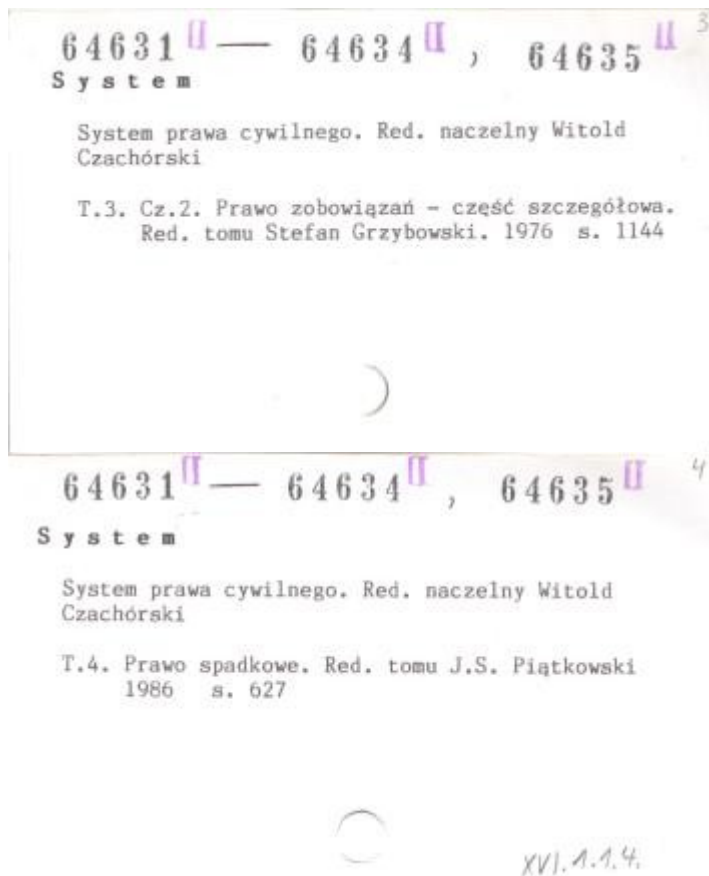 3
64631 II — 64634 II , 64635 II
System
System prawa cywilnego. Red. naczelny Witold
Czachórski
T.3. Cz.2. Prawo zobowiązań - część szczegółowa.
Red. tomu Stefan Grzybowski. 1976 s. 1144
4
64631 II — 64634 II , 64635 II
System
System prawa cywilnego. Red. naczelny Witold
Czachórski
T.4. Prawo spadkowe. Red. tomu J.S. Piątkowski
1986 s. 627
XVI.1.1.4.